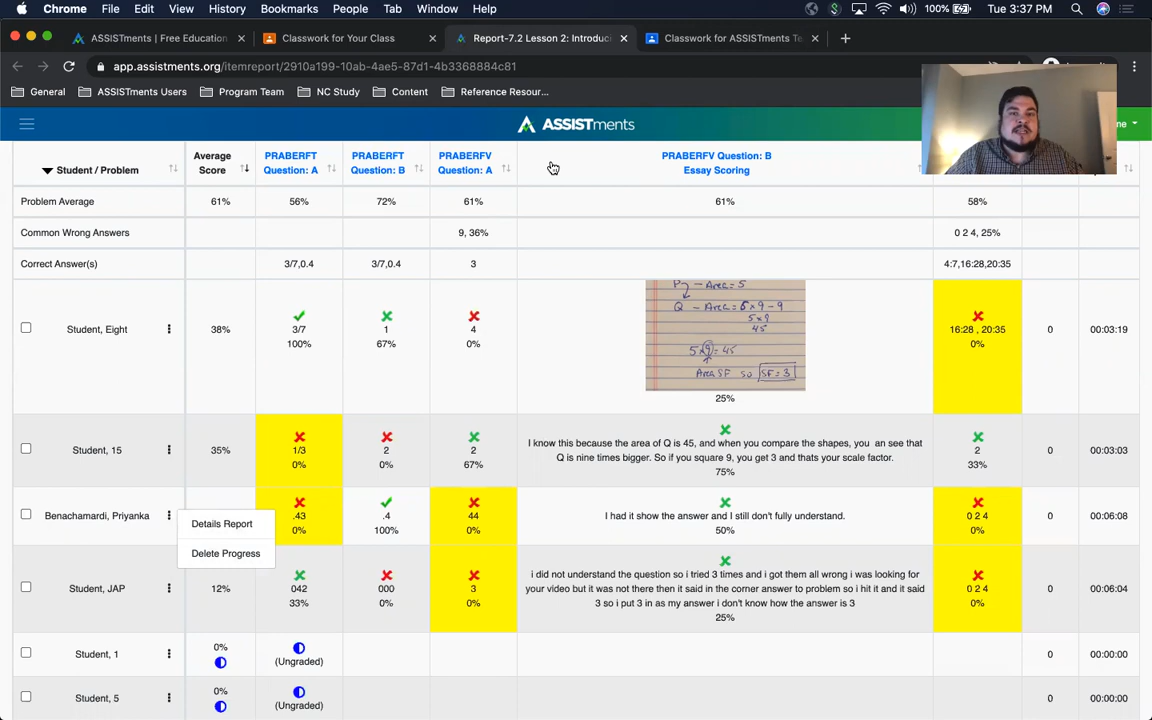 Chrome File Edit View History Bookmarks People Tab Window Help 100% Tue 3:37 PM
ASSISTments | Free Education Classwork for Your Class Report-7.2 Lesson 2: Introduc Classwork for ASSISTments Te
app.assistments.org/itemreport/2910a199-10ab-4ae5-87d1-4b3368884c81
General ASSISTments Users Program Team NC Study Content Reference Resour...
ASSISTments me
Student / Problem Average Score PRABERFT Question: A PRABERFT Question: B PRABERFV Question: A PRABERFV Question: B Essay Scoring
Problem Average 61% 56% 72% 61% 61% 58%
Common Wrong Answers 9, 36% 0 2 4, 25%
Correct Answer(s) 3/7,0.4 3/7,0.4 3 4:7,16:28,20:35
P - Area = 5
Q - Area = 5 x 9 - 9
5 x 9
45
5 x 9 = 45
Area SF so SF = 3
Student, Eight 38% 3/7 100% 1 67% 4 0% 25% 16:28 , 20:35 0% 0 00:03:19
Student, 15 35% 1/3 0% 2 0% 2 67% I know this because the area of Q is 45, and when you compare the shapes, you an see that
Q is nine times bigger. So if you square 9, you get 3 and thats your scale factor.
75% 2 33% 0 00:03:03
Benachamardi, Priyanka .43 0% .4 100% 44 0% I had it show the answer and I still don't fully understand.
50% 0 2 4 0% 0 00:06:08
Details Report
Delete Progress
Student, JAP 12% 042 33% 000 0% 3 0% i did not understand the question so i tried 3 times and i got them all wrong i was looking for
your video but it was not there then it said in the corner answer to problem so i hit it and it said
3 so i put 3 in as my answer i don't know how the answer is 3
25% 0 2 4 0% 0 00:06:04
Student, 1 0% (Ungraded) 0 00:00:00
Student, 5 0% (Ungraded) 0 00:00:00